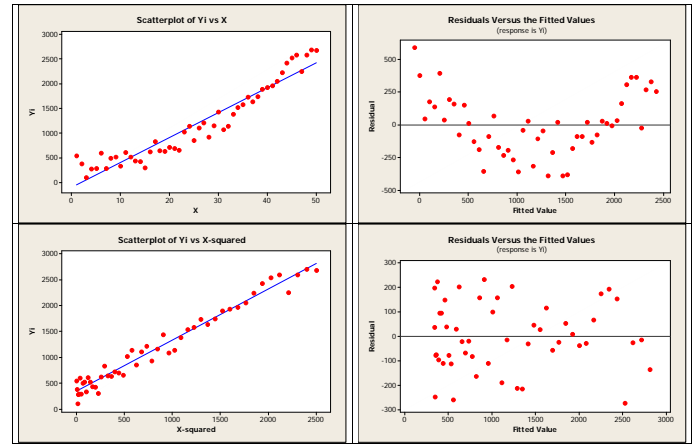 Scatterplot of Yi vs X
3000
2500
2000
1500
1000
500
0
Yi
0 10 20 30 40 50
X
Residuals Versus the Fitted Values
(response is Yi)
500
250
0
-250
-500
Residual
0 500 1000 1500 2000 2500
Fitted Value
Scatterplot of Yi vs X-squared
3000
2500
2000
1500
1000
500
0
Yi
0 500 1000 1500 2000 2500
X-squared
Residuals Versus the Fitted Values
(response is Yi)
300
200
100
0
-100
-200
-300
Residual
0 500 1000 1500 2000 2500 3000
Fitted Value